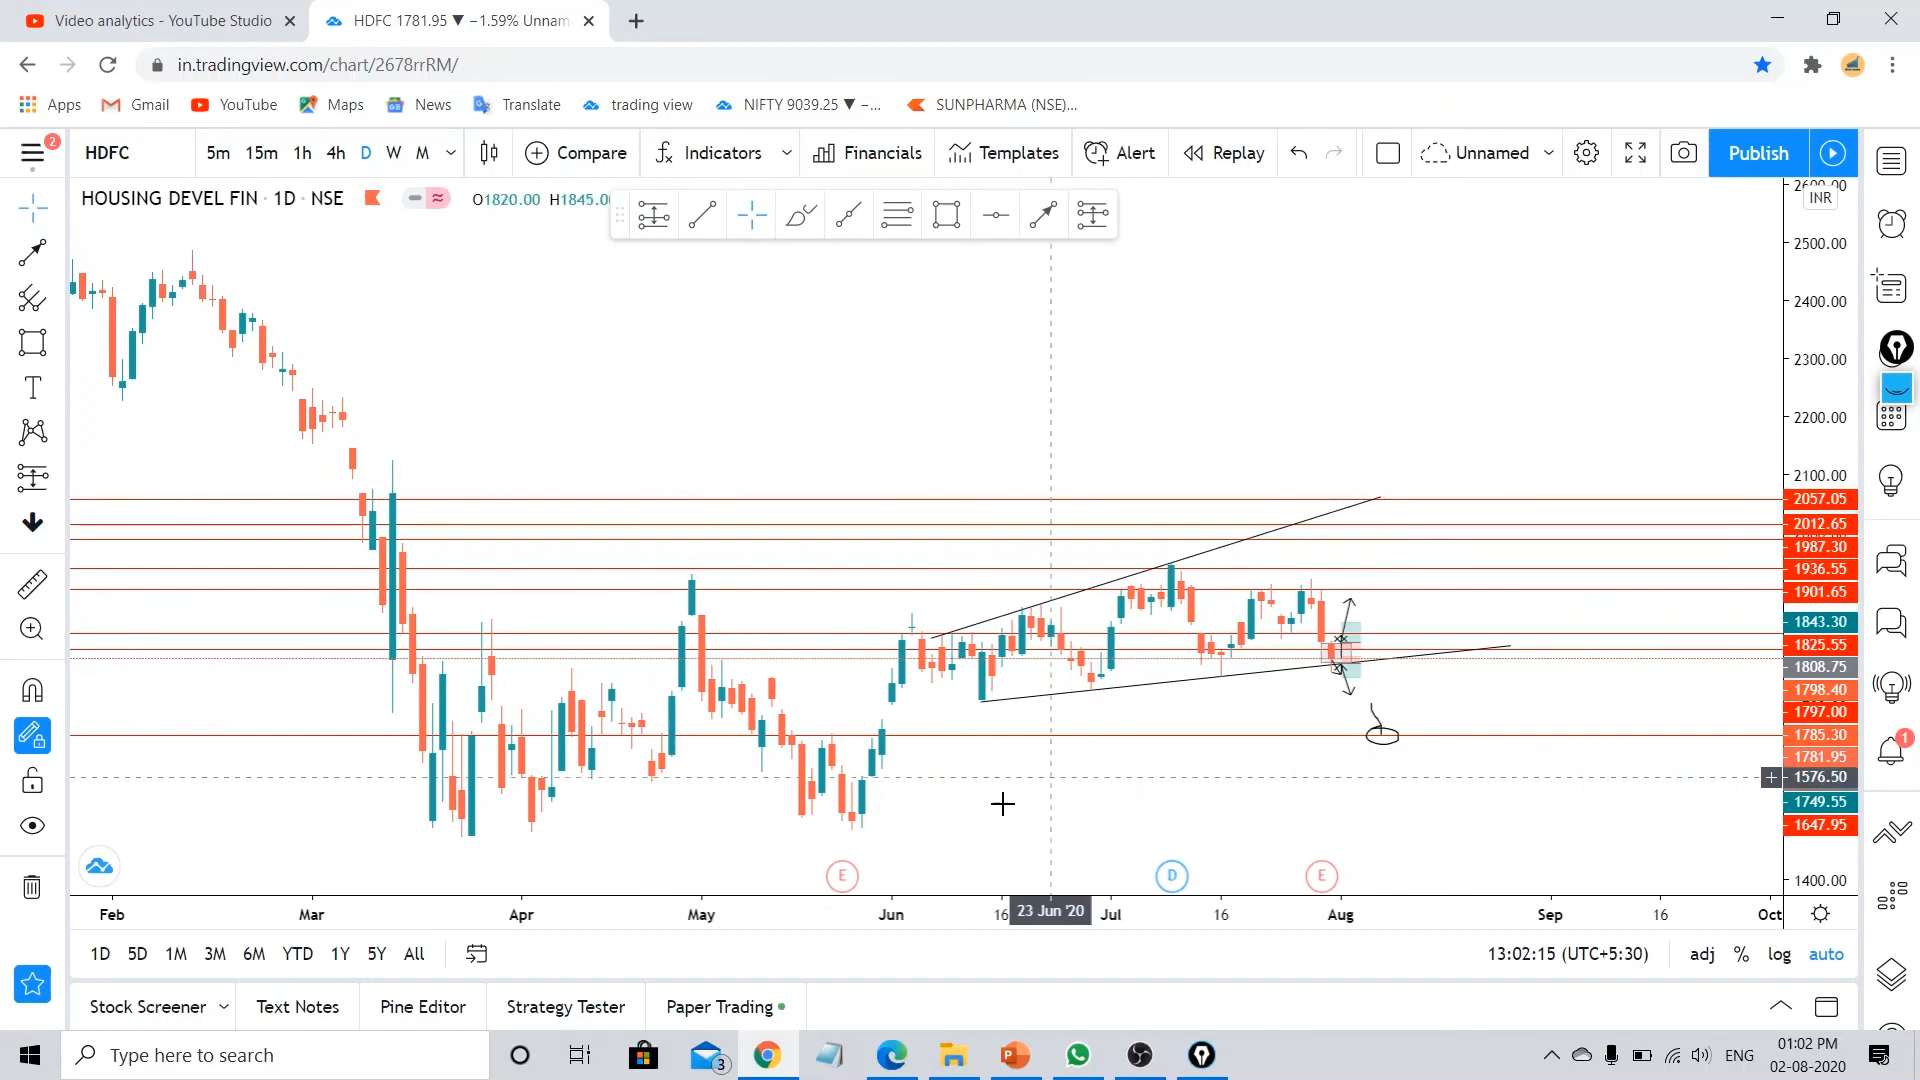 Video analytics - YouTube Studio
HDFC 1781.95 ▼ −1.59% Unnam
in.tradingview.com/chart/2678rrRM/
Apps Gmail YouTube Maps News Translate trading view NIFTY 9039.25 ▼ −... SUNPHARMA (NSE)...
2
HDFC 5m 15m 1h 4h D W M Compare Indicators Financials Templates Alert Replay Unnamed Publish
HOUSING DEVEL FIN · 1D · NSE O1820.00 H1845.0
INR
2500.00
2400.00
2300.00
2200.00
2100.00
2057.05
2012.65
1987.30
1936.55
1901.65
1843.30
1825.55
1808.75
1798.40
1797.00
1785.30
1781.95
1576.50
1749.55
1647.95
1400.00
1
E D E
Feb Mar Apr May Jun 16 23 Jun '20 Jul 16 Aug Sep 16 Oct
1D 5D 1M 3M 6M YTD 1Y 5Y All 13:02:15 (UTC+5:30) adj % log auto
Stock Screener Text Notes Pine Editor Strategy Tester Paper Trading
Type here to search 3 ENG
01:02 PM
02-08-2020